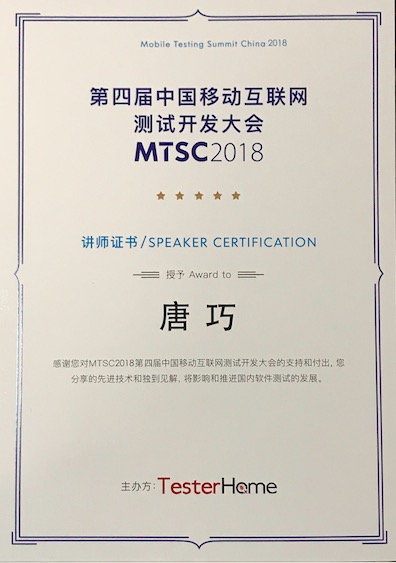 Mobile Testing Summit China 2018
第四届中国移动互联网
测试开发大会
MTSC2018
讲师证书/SPEAKER CERTIFICATION
授予 Award to
唐 巧
感谢您对MTSC2018第四届中国移动互联网测试开发大会的支持和付出，您
分享的先进技术和独到见解，将影响和推进国内软件测试的发展。
主办方：TesterHome